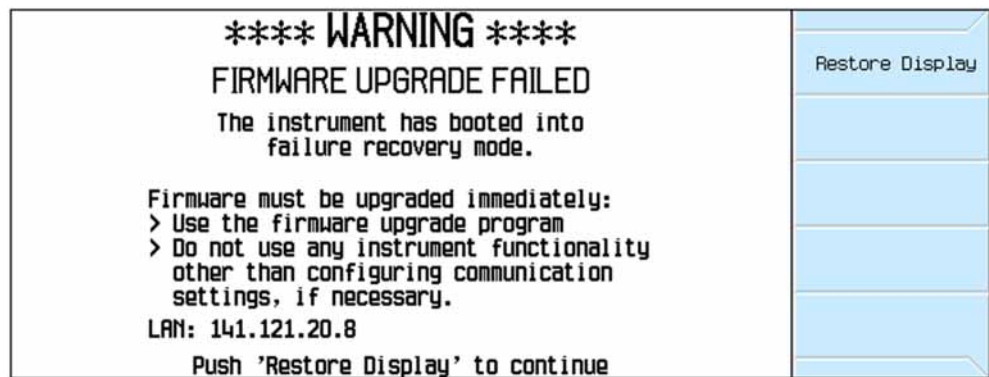 **** WARNING ****
FIRMWARE UPGRADE FAILED
The instrument has booted into
failure recovery mode.
Firmware must be upgraded immediately:
> Use the firmware upgrade program
> Do not use any instrument functionality
other than configuring communication
settings, if necessary.
LAN: 141.121.20.8
Push 'Restore Display' to continue
Restore Display